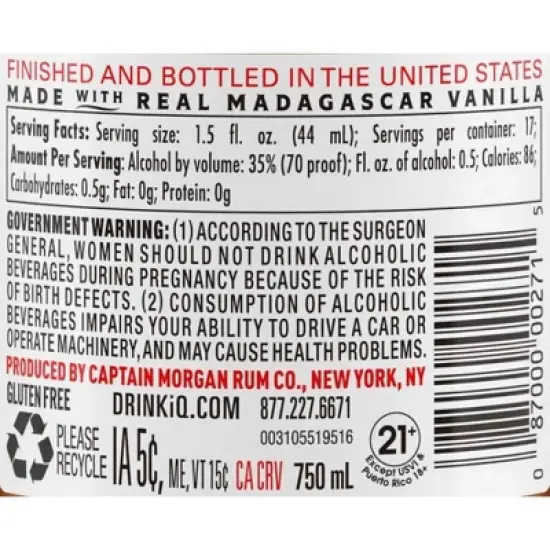 FINISHED AND BOTTLED IN THE UNITED STATES
MADE WITH REAL MADAGASCAR VANILLA
Serving Facts: Serving size: 1.5 fl. oz. (44 mL); Servings per container: 17;
Amount Per Serving: Alcohol by volume: 35% (70 proof); Fl. oz. of alcohol: 0.5; Calories: 86;
Carbohydrates: 0.5g; Fat: 0g; Protein: 0g
GOVERNMENT WARNING: (1) ACCORDING TO THE SURGEON
GENERAL, WOMEN SHOULD NOT DRINK ALCOHOLIC
BEVERAGES DURING PREGNANCY BECAUSE OF THE RISK
OF BIRTH DEFECTS. (2) CONSUMPTION OF ALCOHOLIC
BEVERAGES IMPAIRS YOUR ABILITY TO DRIVE A CAR OR
OPERATE MACHINERY, AND MAY CAUSE HEALTH PROBLEMS.
PRODUCED BY CAPTAIN MORGAN RUM CO., NEW YORK, NY
GLUTEN FREE
DRINKiQ.COM 877.227.6671
003105519516
PLEASE
RECYCLE
IA 5¢, ME, VT 15¢ CA CRV 750 mL
21+
Except USVI &
Puerto Rico 18+
0 87000 00271 5